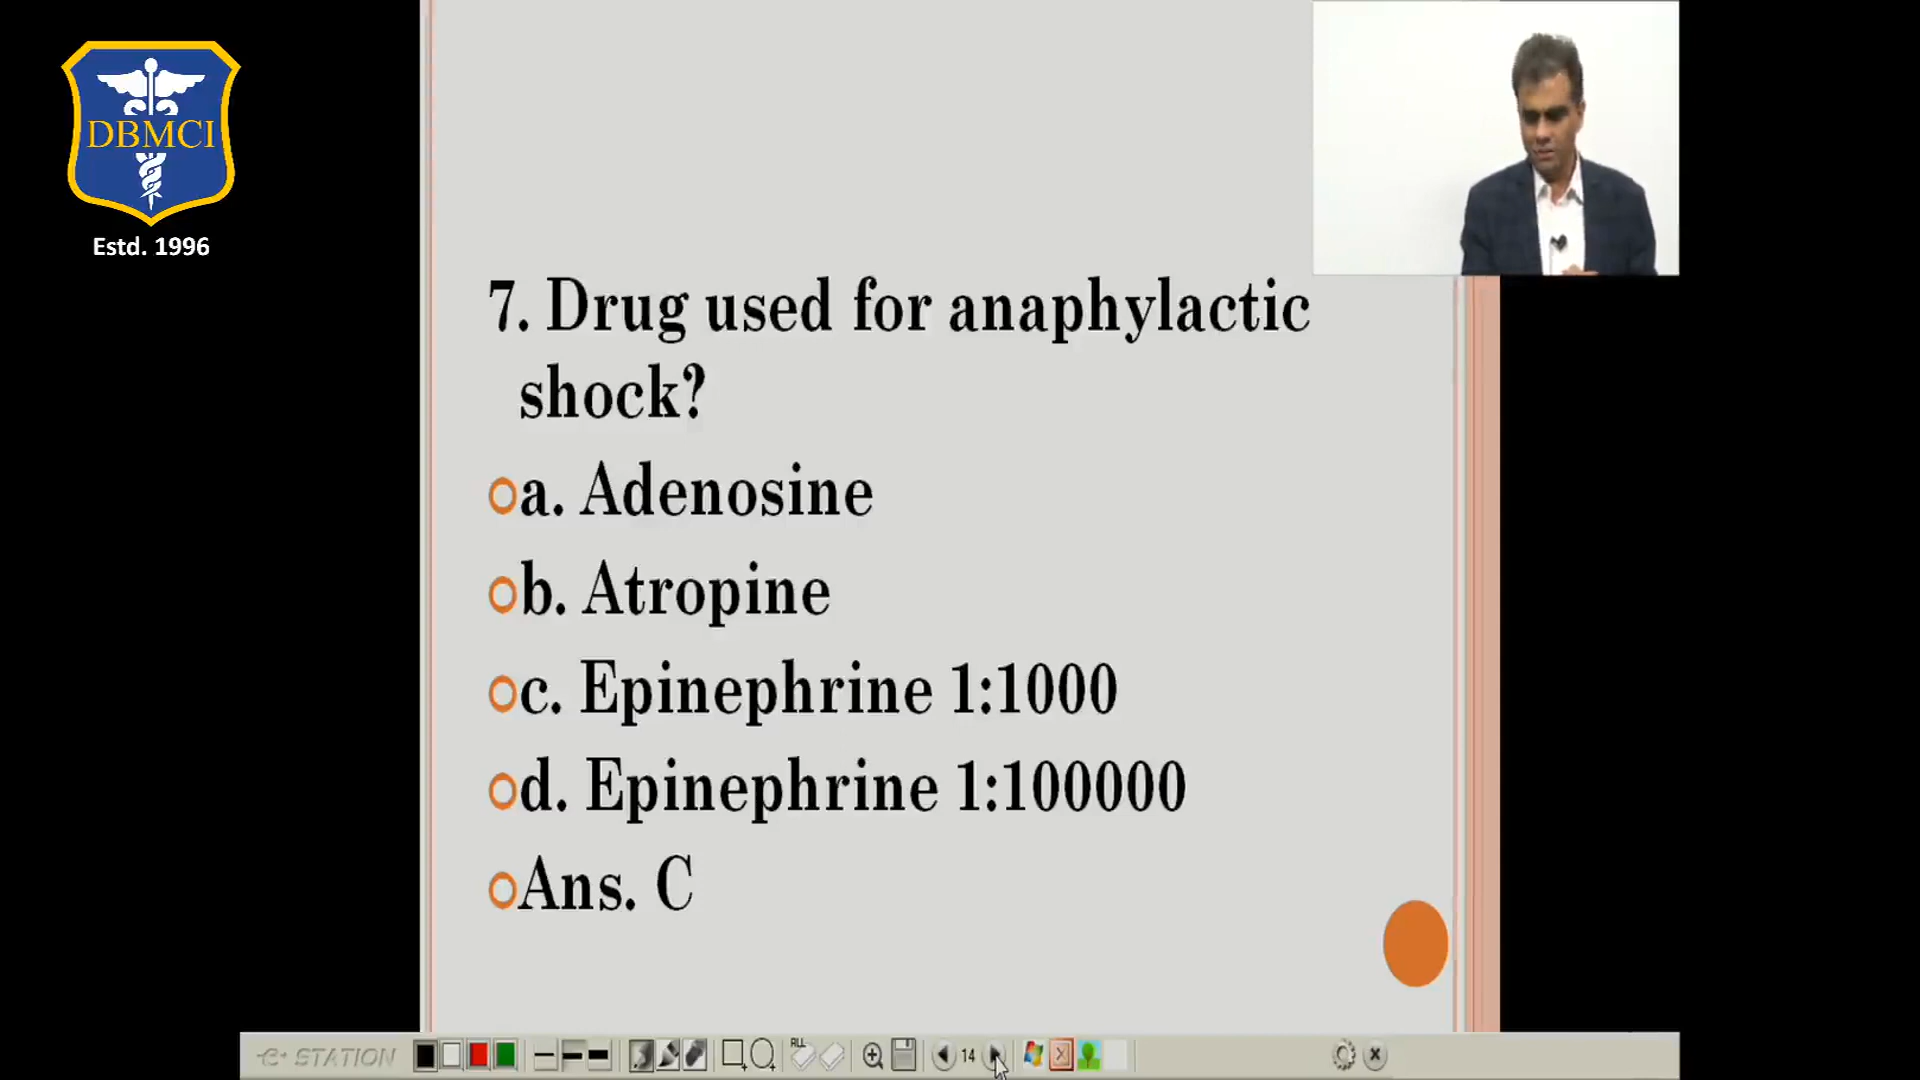 DBMCI
Estd. 1996
7. Drug used for anaphylactic
shock?
a. Adenosine
b. Atropine
c. Epinephrine 1:1000
d. Epinephrine 1:100000
Ans. C
STATION
ALL
14